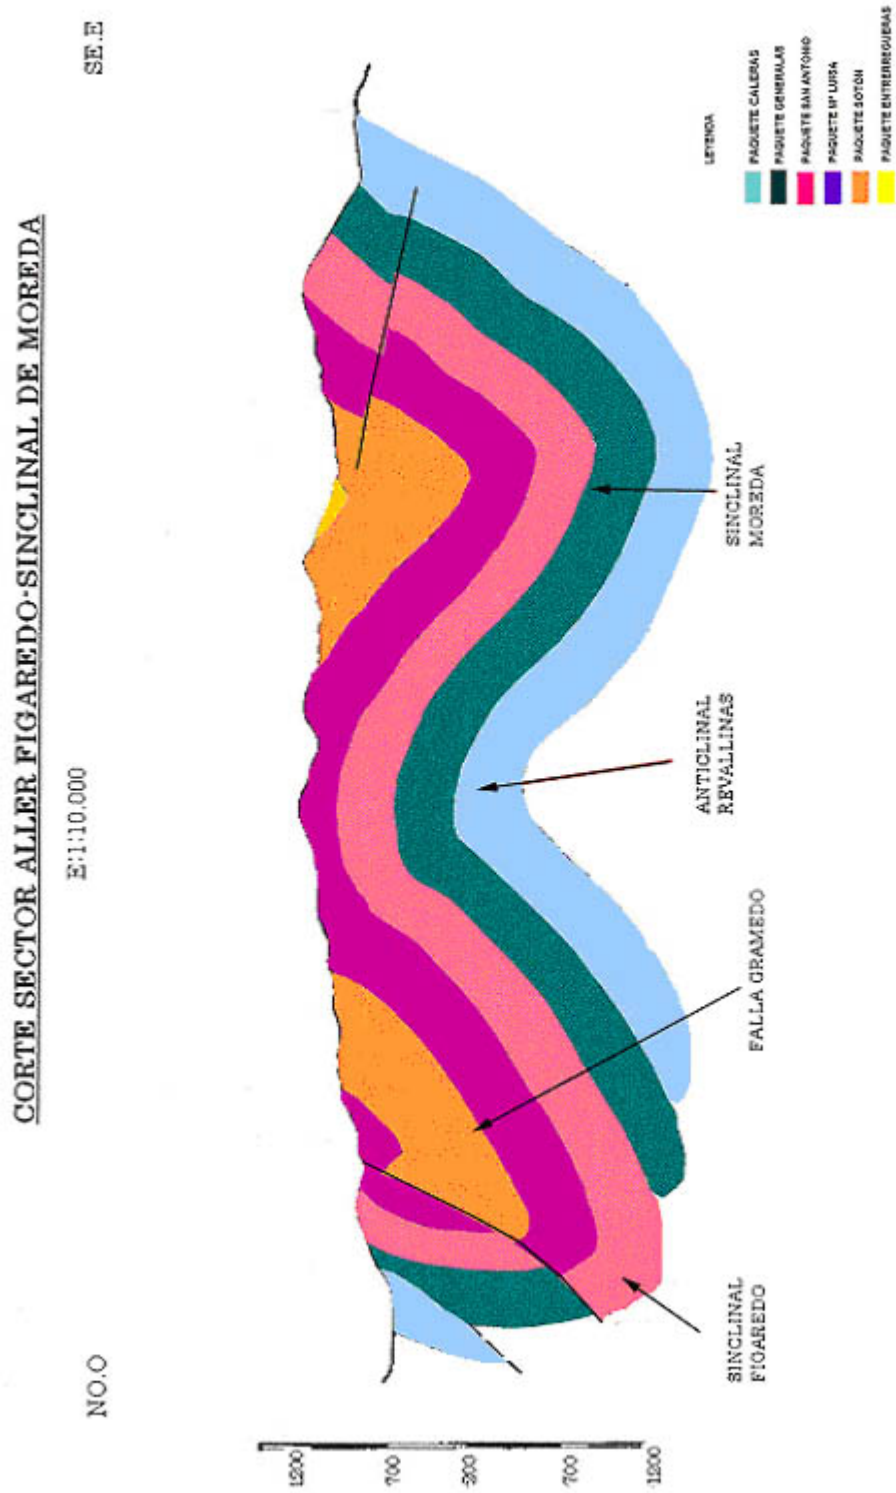 CORTE SECTOR ALLER FIGAREDO-SINCLINAL DE MOREDA
E:1:10.000
NO.O
SE.E
1200
700
200
700
1200
SINCLINAL
FIGAREDO
FALLA GRAMEDO
ANTICLINAL
REVALLINAS
SINCLINAL
MOREDA
LEYENDA
PAQUETE CALERAS
PAQUETE GENERALAS
PAQUETE SAN ANTONIO
PAQUETE Mª LUISA
PAQUETE SOTÓN
PAQUETE ENTRERREGUERAS